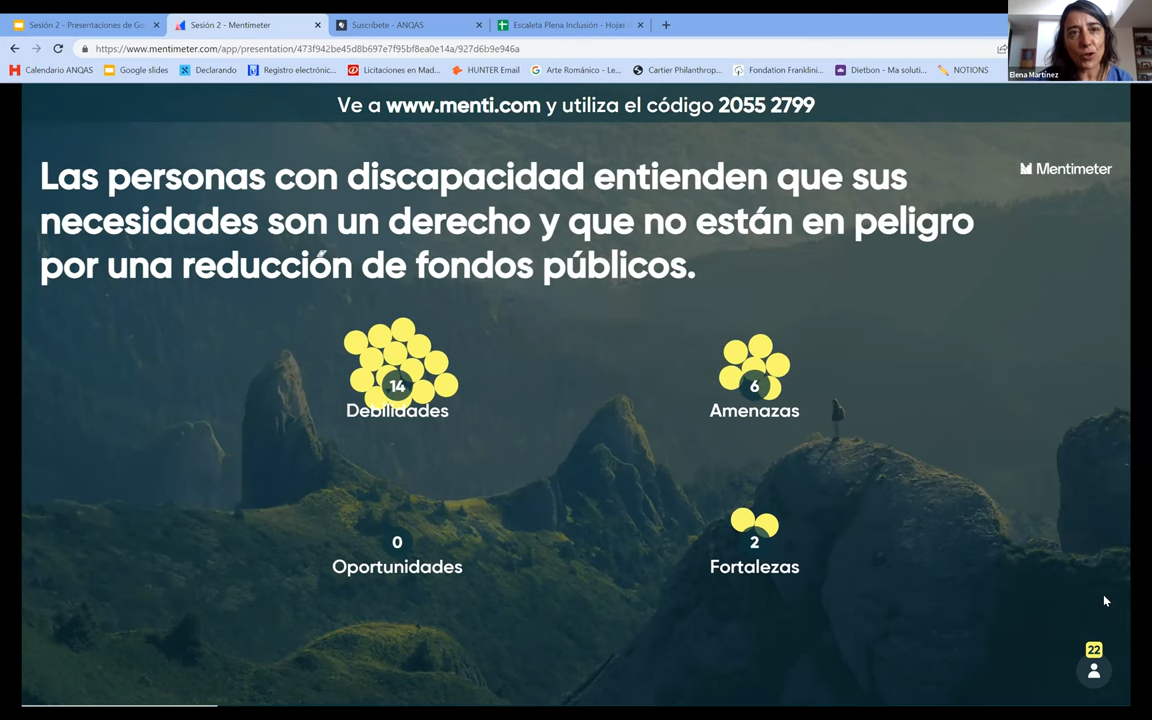 Sesión 2 - Presentaciones de Go
Sesión 2 - Mentimeter
Suscríbete - ANQAS
Escaleta Plena Inclusión - Hojas
https://www.mentimeter.com/app/presentation/473f942be45d8b697e7f95bf8ea0e14a/927d6b9e946a
Calendario ANQAS
Google slides
Declarando
Registro electrónic...
Licitaciones en Mad...
HUNTER Email
Arte Románico - Le...
Cartier Philanthrop...
Fondation Franklini...
Dietbon - Ma soluti...
NOTIONS
Elena Martínez
Ve a www.menti.com y utiliza el código 2055 2799
Mentimeter
Las personas con discapacidad entienden que sus
necesidades son un derecho y que no están en peligro
por una reducción de fondos públicos.
14
Debilidades
6
Amenazas
0
Oportunidades
2
Fortalezas
22